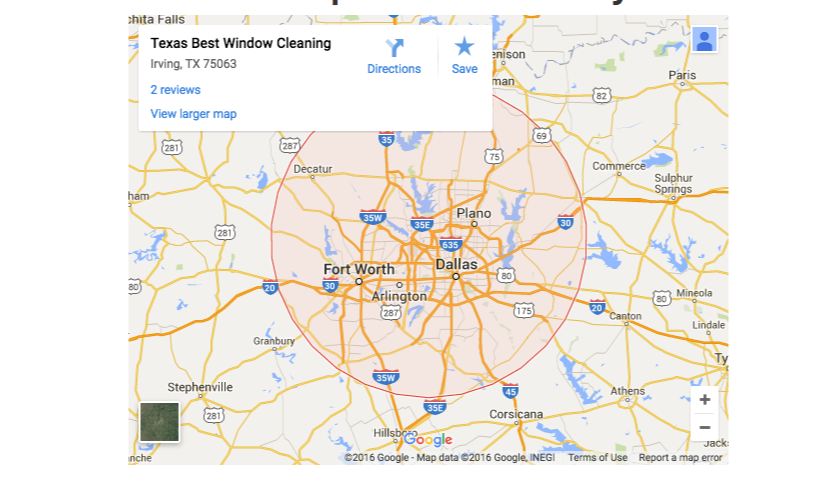 chita Falls
Texas Best Window Cleaning
Irving, TX 75063
2 reviews
View larger map
Directions
Save
enison
man
Paris
82
69
35
281
287
75
Decatur
Commerce
Sulphur
Springs
ham
35W
35E
Plano
30
281
635
Fort Worth
Dallas
80
80
20
30
Arlington
287
175
20
80
Mineola
Canton
Lindale
Granbury
Ty
35W
Stephenville
281
35E
45
Athens
Corsicana
+
−
Hillsboro
Google
Jack
nche
©2016 Google - Map data ©2016 Google, INEGI
Terms of Use
Report a map error